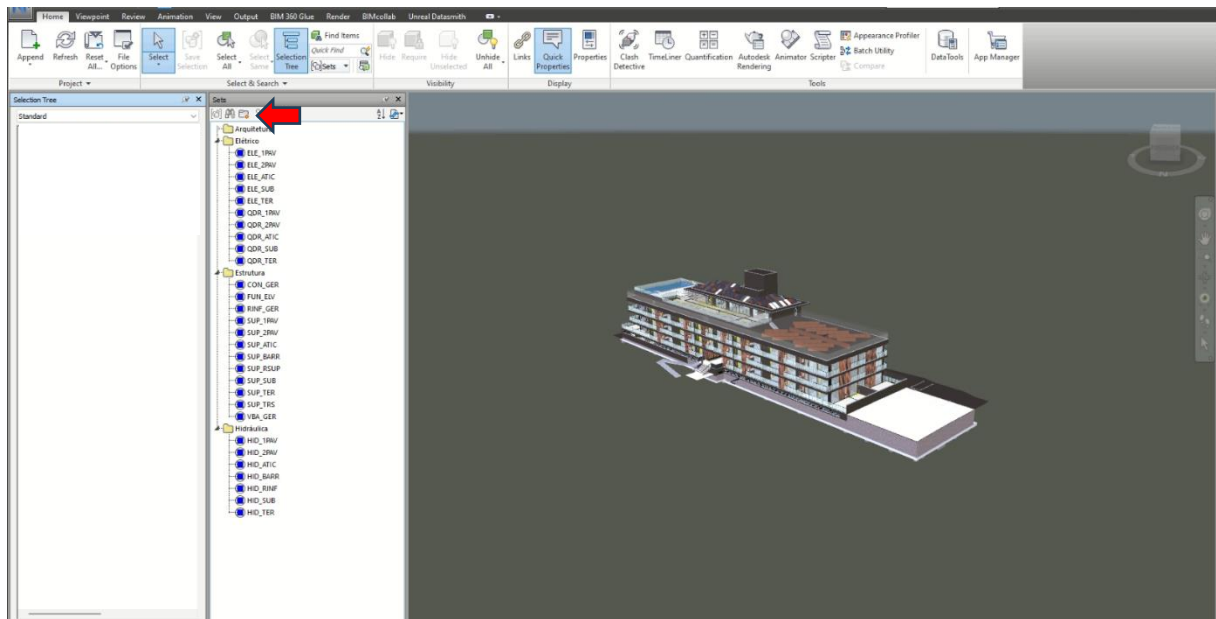 Home Viewpoint Review Animation View Output BIM 360 Glue Render BIMcollab Unreal Datasmith
Append
Refresh
Reset All...
File Options
Project
Select
Save Selection
Select All
Select Same
Selection Tree
Find Items
Quick Find
Sets
Select & Search
Hide
Require
Hide Unselected
Unhide All
Visibility
Links
Quick Properties
Properties
Display
Clash Detective
TimeLiner
Quantification
Autodesk Rendering
Animator
Scripter
Appearance Profiler
Batch Utility
Compare
Tools
DataTools
App Manager
Selection Tree
Standard
Sets
Arquitetura
Elétrico
ELE_1PAV
ELE_2PAV
ELE_ATIC
ELE_SUB
ELE_TER
QDR_1PAV
QDR_2PAV
QDR_ATIC
QDR_SUB
QDR_TER
Estrutura
CON_GER
FUN_ELV
RINF_GER
SUP_1PAV
SUP_2PAV
SUP_ATIC
SUP_BARR
SUP_RSUP
SUP_SUB
SUP_TER
SUP_TRS
VBA_GER
Hidráulica
HID_1PAV
HID_2PAV
HID_ATIC
HID_BARR
HID_RINF
HID_SUB
HID_TER